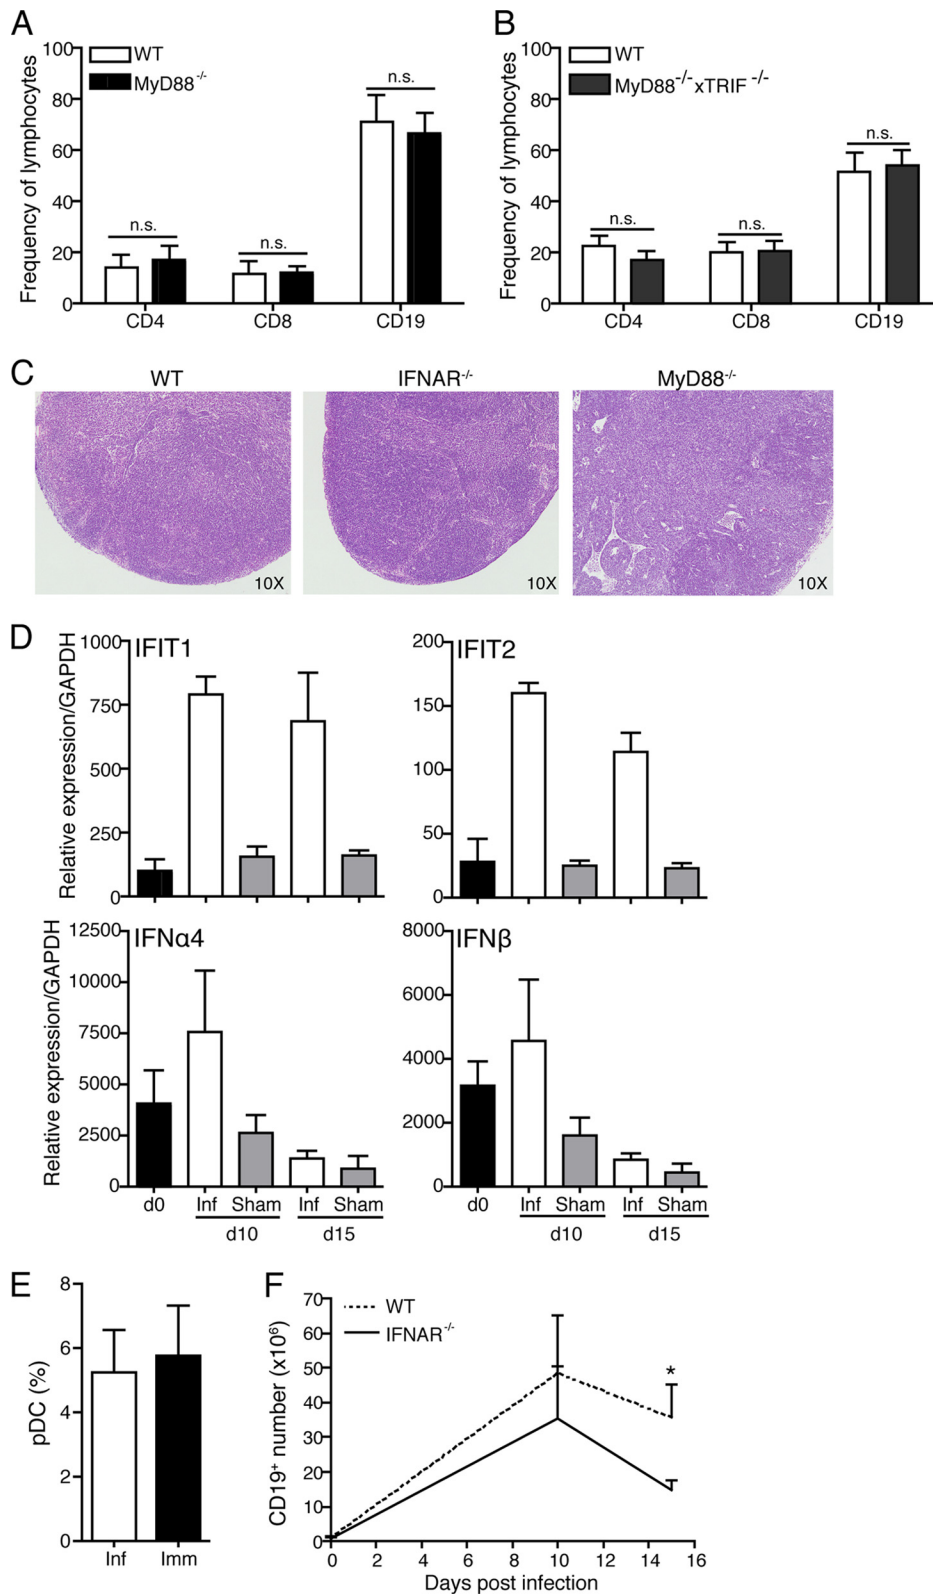 A
Frequency of lymphocytes
100
80
60
40
20
0
WT
MyD88-/-
n.s.
n.s.
n.s.
CD4
CD8
CD19
B
Frequency of lymphocytes
100
80
60
40
20
0
WT
MyD88-/-xTRIF-/-
n.s.
n.s.
n.s.
CD4
CD8
CD19
C
WT
IFNAR-/-
MyD88-/-
10X
10X
10X
D
Relative expression/GAPDH
1000
750
500
250
0
IFIT1
200
150
100
50
0
IFIT2
Relative expression/GAPDH
12500
10000
7500
5000
2500
0
IFNα4
d0
Inf
Sham
Inf
Sham
d10
d15
8000
6000
4000
2000
0
IFNβ
d0
Inf
Sham
Inf
Sham
d10
d15
E
pDC (%)
8
6
4
2
0
Inf
Imm
F
CD19+ number (x10⁶)
70
60
50
40
30
20
10
0
WT
IFNAR-/-
*
0
2
4
6
8
10
12
14
16
Days post infection